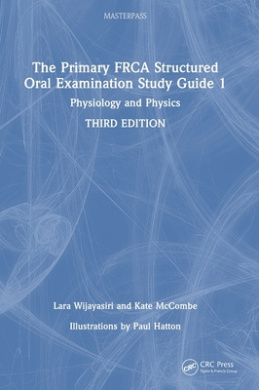 MASTERPASS
The Primary FRCA Structured
Oral Examination Study Guide 1
Physiology and Physics
THIRD EDITION
Lara Wijayasiri and Kate McCombe
Illustrations by Paul Hatton
CRC Press
Taylor & Francis Group